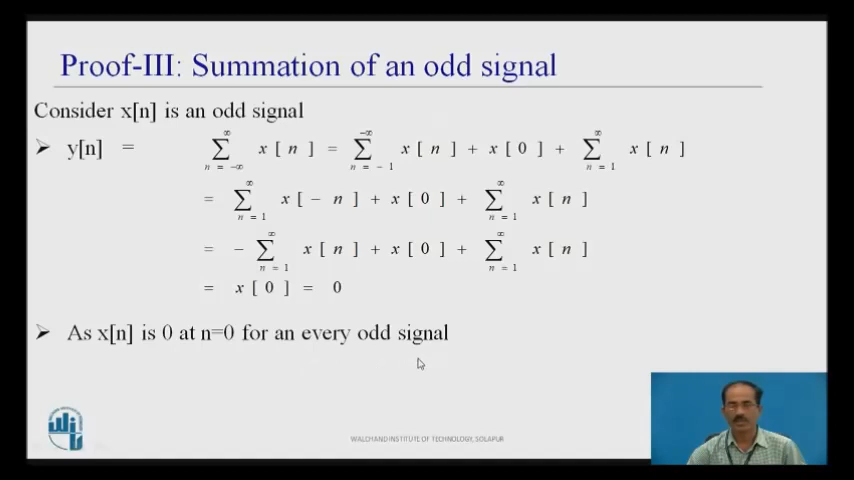 Proof-III: Summation of an odd signal
Consider x[n] is an odd signal
➢ y[n] = ∞ ∑ n = -∞ x [ n ] = -∞ ∑ n = - 1 x [ n ] + x [ 0 ] + ∞ ∑ n = 1 x [ n ]
= ∞ ∑ n = 1 x [ - n ] + x [ 0 ] + ∞ ∑ n = 1 x [ n ]
= - ∞ ∑ n = 1 x [ n ] + x [ 0 ] + ∞ ∑ n = 1 x [ n ]
= x [ 0 ] = 0
➢ As x[n] is 0 at n=0 for an every odd signal
WALCHAND INSTITUTE OF TECHNOLOGY, SOLAPUR